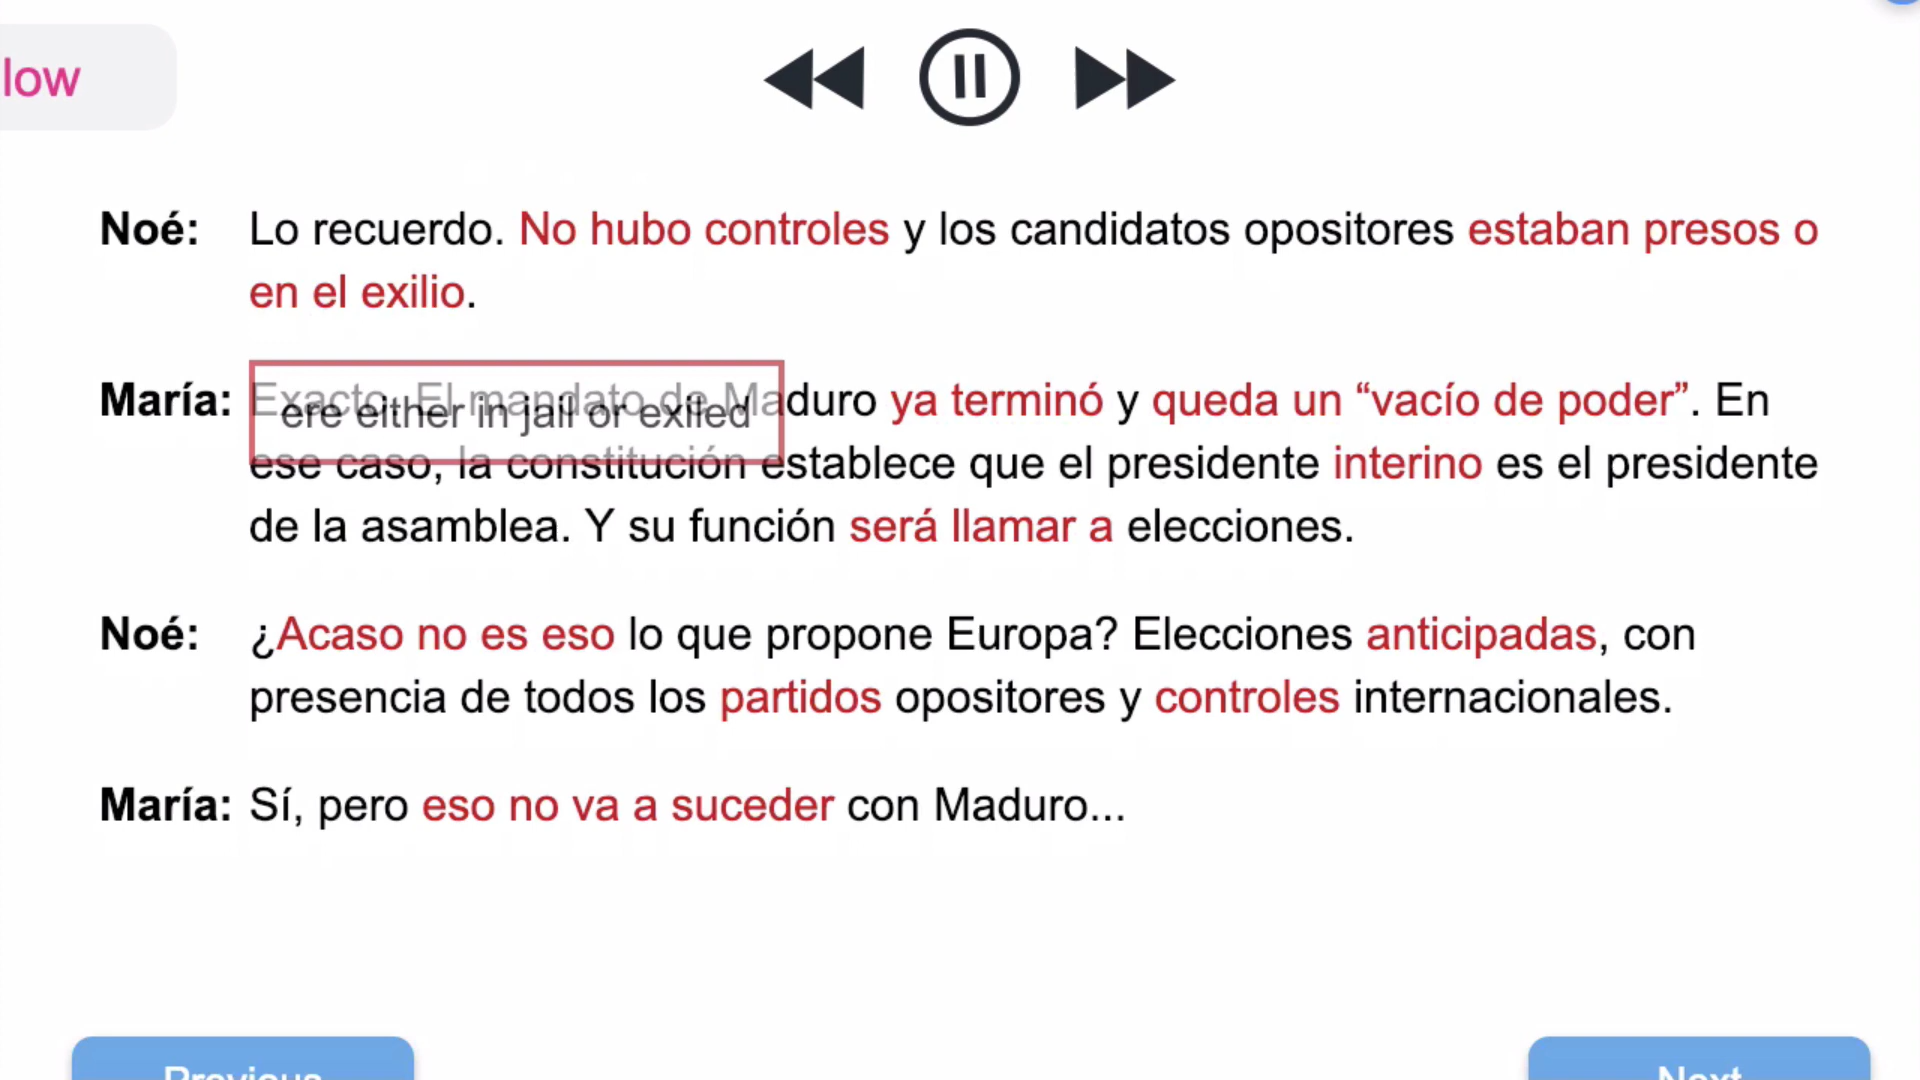 low
Noé: Lo recuerdo. No hubo controles y los candidatos opositores estaban presos o
en el exilio.
María: Exacto. El mandato de Maduro ya terminó y queda un “vacío de poder”. En
ere either in jail or exiled
ese caso, la constitución establece que el presidente interino es el presidente
de la asamblea. Y su función será llamar a elecciones.
Noé: ¿Acaso no es eso lo que propone Europa? Elecciones anticipadas, con
presencia de todos los partidos opositores y controles internacionales.
María: Sí, pero eso no va a suceder con Maduro...
Previous
Next